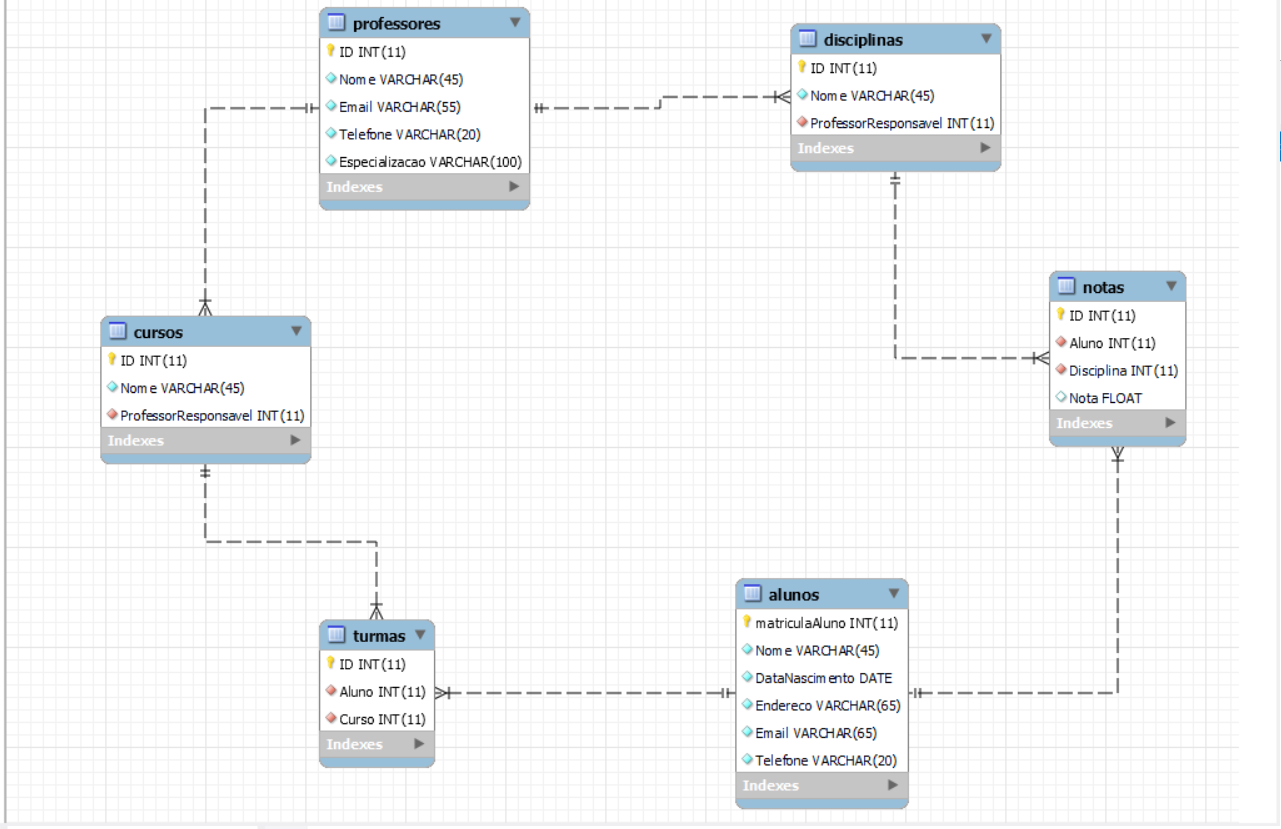 professores
ID INT(11)
Nome VARCHAR(45)
Email VARCHAR(55)
Telefone VARCHAR(20)
Especializacao VARCHAR(100)
Indexes
disciplinas
ID INT(11)
Nome VARCHAR(45)
ProfessorResponsavel INT(11)
Indexes
notas
ID INT(11)
Aluno INT(11)
Disciplina INT(11)
Nota FLOAT
Indexes
cursos
ID INT(11)
Nome VARCHAR(45)
ProfessorResponsavel INT(11)
Indexes
turmas
ID INT(11)
Aluno INT(11)
Curso INT(11)
Indexes
alunos
matriculaAluno INT(11)
Nome VARCHAR(45)
DataNascimento DATE
Endereco VARCHAR(65)
Email VARCHAR(65)
Telefone VARCHAR(20)
Indexes